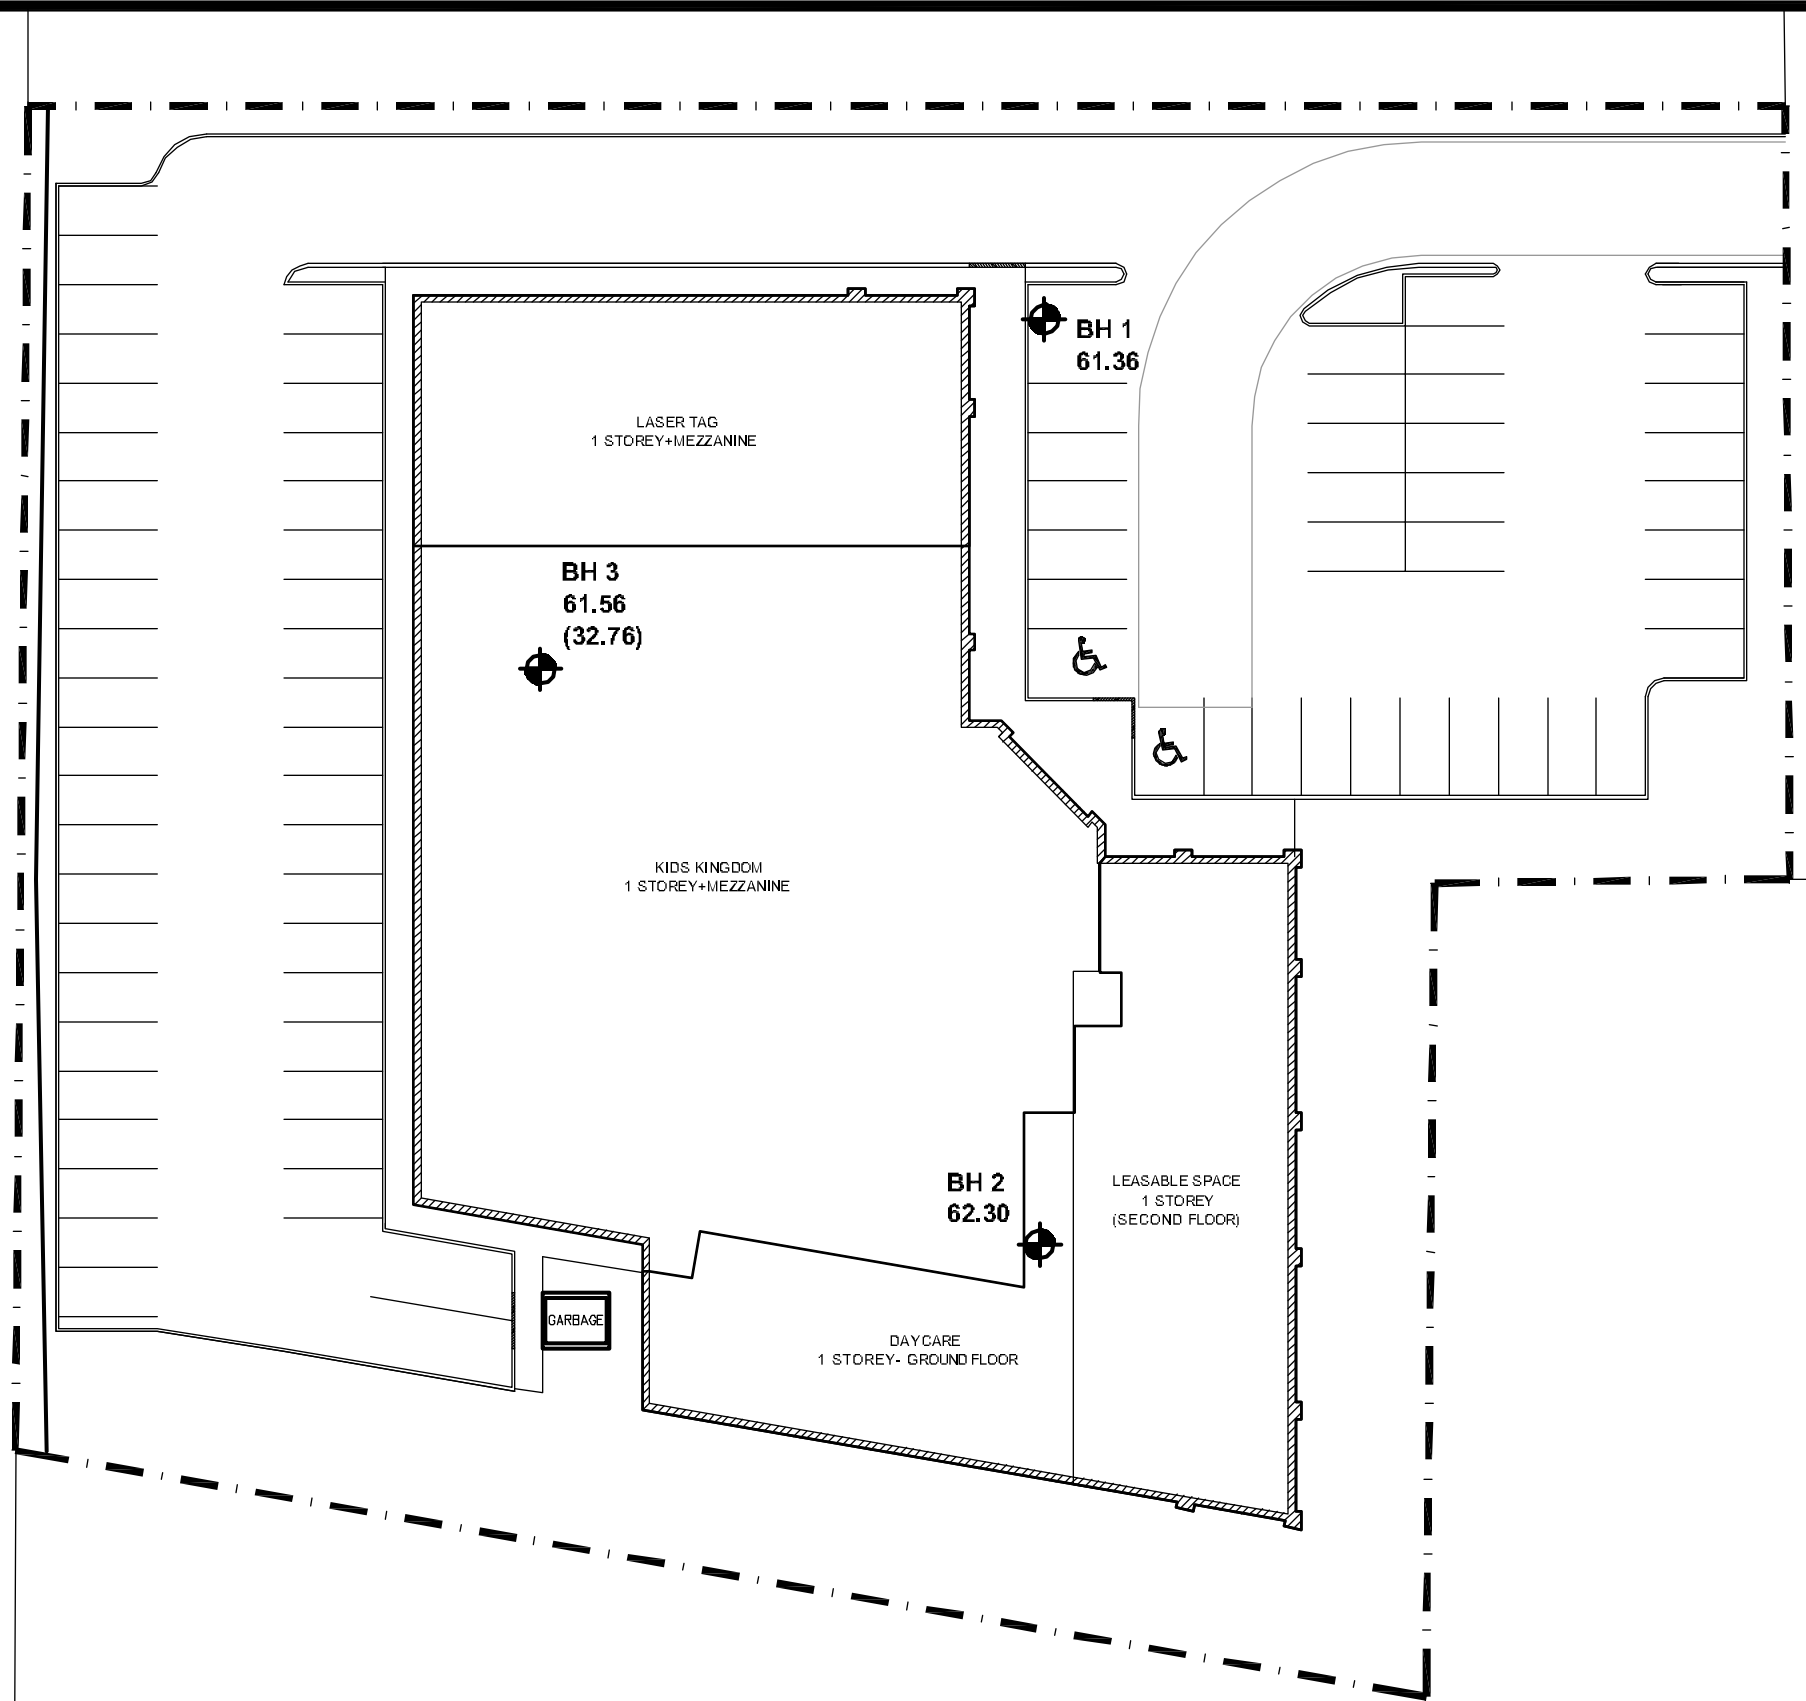 BH 1
61.36
LASER TAG
1 STOREY+MEZZANINE
BH 3
61.56
(32.76)
KIDS KINGDOM
1 STOREY+MEZZANINE
BH 2
62.30
LEASABLE SPACE
1 STOREY
(SECOND FLOOR)
GARBAGE
DAYCARE
1 STOREY- GROUND FLOOR